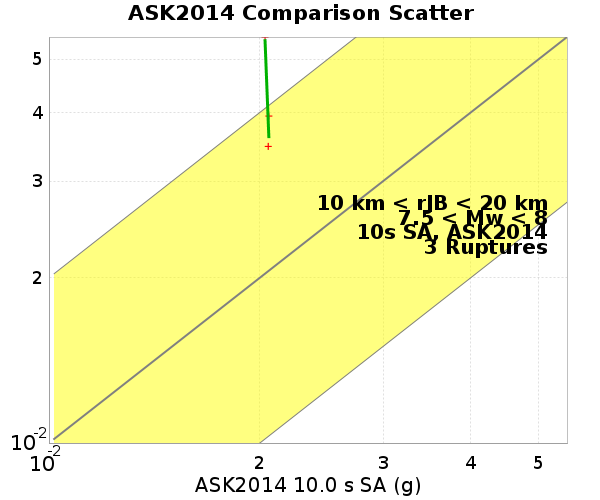 ASK2014 Comparison Scatter
5
4
3
2
10 km < rJB < 20 km
7.5 < Mw < 8
10s SA, ASK2014
3 Ruptures
10-2
10-2
2 3 4 5
ASK2014 10.0 s SA (g)